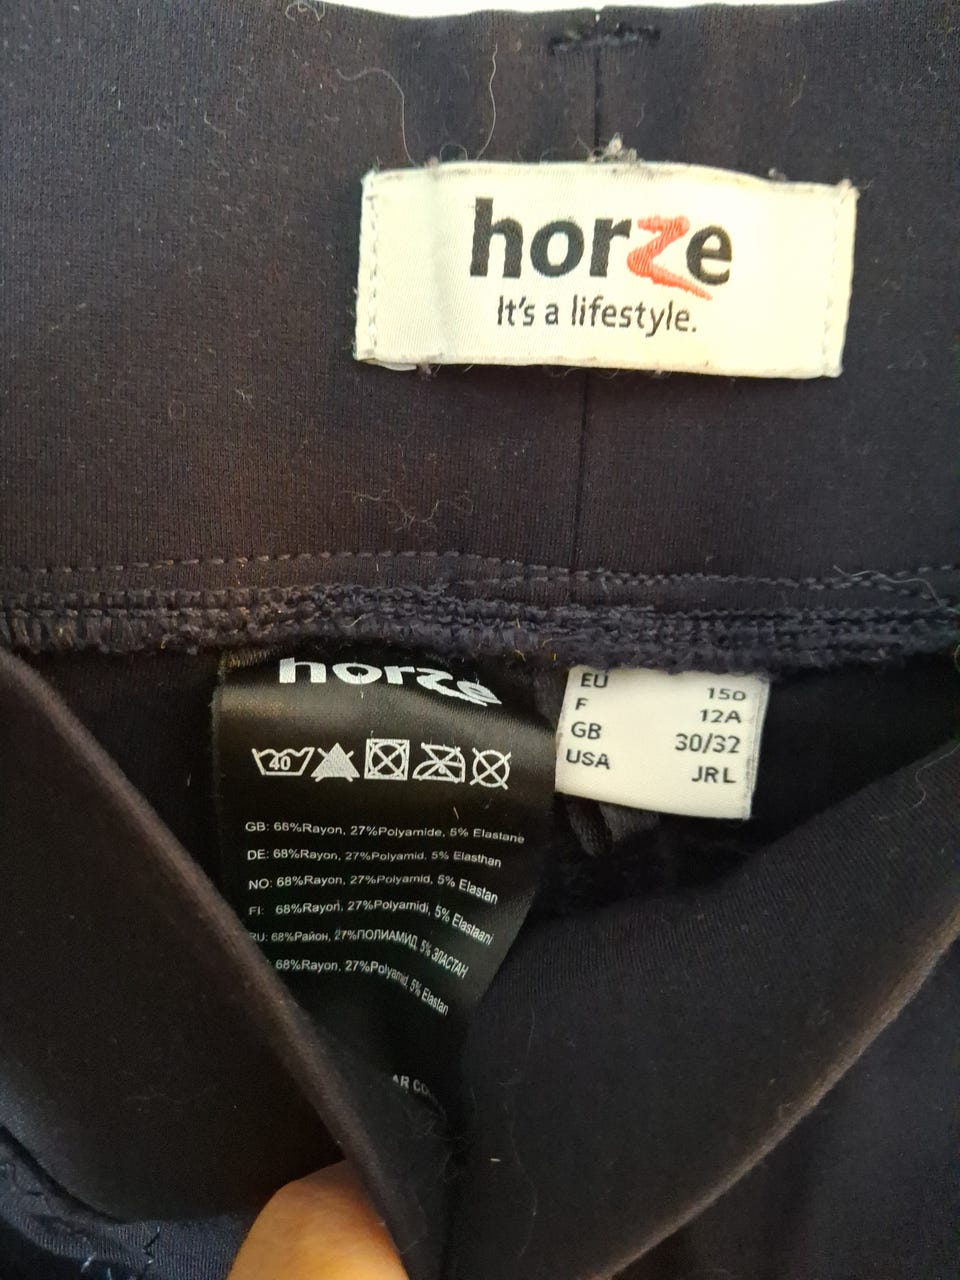 horze
It's a lifestyle.
horze
40
GB: 68%Rayon, 27%Polyamide, 5% Elastane
DE: 68%Rayon, 27%Polyamid, 5% Elasthan
NO: 68%Rayon, 27%Polyamid, 5% Elastan
FI: 68%Rayon, 27%Polyamidi, 5% Elastaani
RU: 68%Район, 27%ПОЛИАМИД, 5% ЭЛАСТАН
68%Rayon, 27%Polyamid, 5% Elastan
EU 150
F 12A
GB 30/32
USA JRL